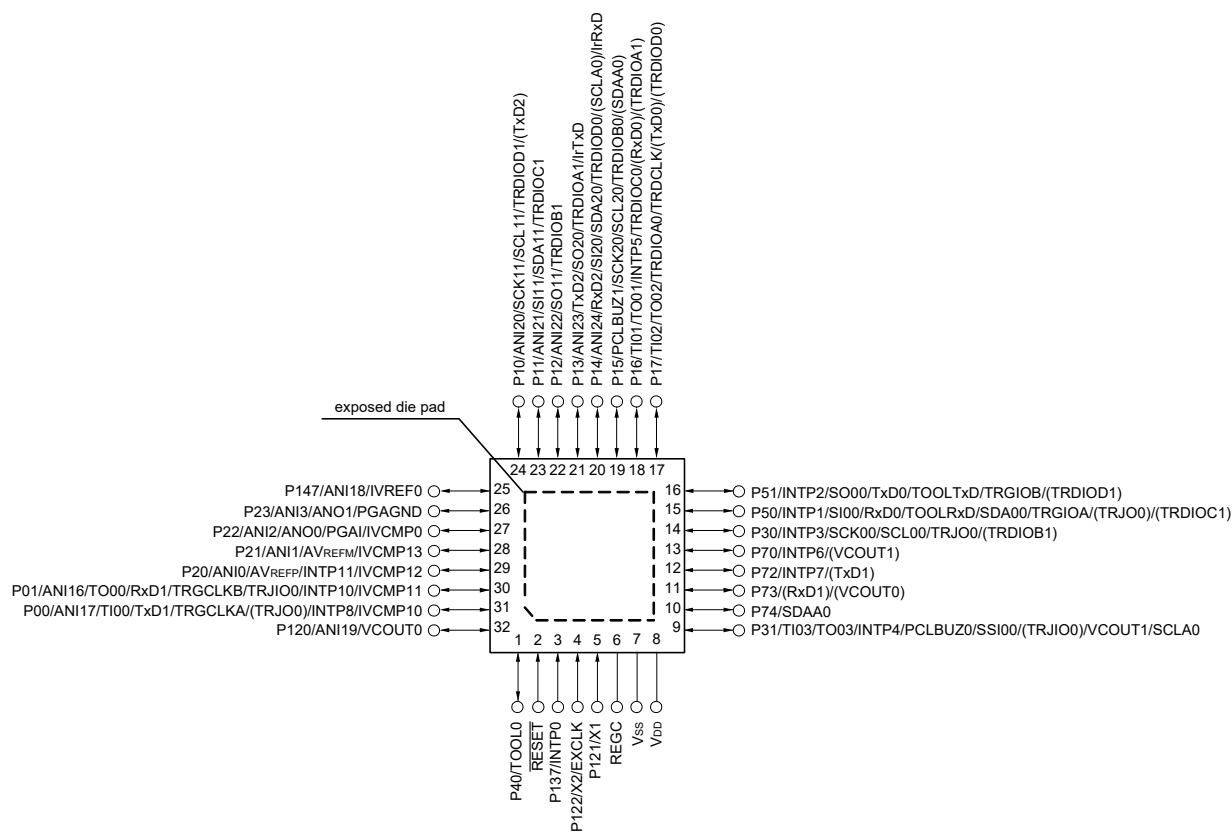 P10/ANI20/SCK11/SCL11/TRDIOD1/(TxD2)
P11/ANI21/SI11/SDA11/TRDIOC1
P12/ANI22/SO11/TRDIOB1
P13/ANI23/TxD2/SO20/TRDIOA1/IrTxD
P14/ANI24/RxD2/SI20/SDA20/TRDIOD0/(SCLA0)/IrRxD
P15/PCLBUZ1/SCK20/SCL20/TRDIOB0/(SDAA0)
P16/TI01/TO01/INTP5/TRDIOC0/(RxD0)/(TRDIOA1)
P17/TI02/TO02/TRDIOA0/TRDCLK/(TxD0)/(TRDIOD0)
exposed die pad
24 23 22 21 20 19 18 17
P147/ANI18/IVREF0 25
P23/ANI3/ANO1/PGAGND 26
P22/ANI2/ANO0/PGAI/IVCMP0 27
P21/ANI1/AVREFM/IVCMP13 28
P20/ANI0/AVREFP/INTP11/IVCMP12 29
P01/ANI16/TO00/RxD1/TRGCLKB/TRJIO0/INTP10/IVCMP11 30
P00/ANI17/TI00/TxD1/TRGCLKA/(TRJO0)/INTP8/IVCMP10 31
P120/ANI19/VCOUT0 32
16 P51/INTP2/SO00/TxD0/TOOLTxD/TRGIOB/(TRDIOD1)
15 P50/INTP1/SI00/RxD0/TOOLRxD/SDA00/TRGIOA/(TRJO0)/(TRDIOC1)
14 P30/INTP3/SCK00/SCL00/TRJO0/(TRDIOB1)
13 P70/INTP6/(VCOUT1)
12 P72/INTP7/(TxD1)
11 P73/(RxD1)/(VCOUT0)
10 P74/SDAA0
9 P31/TI03/TO03/INTP4/PCLBUZ0/SSI00/(TRJIO0)/VCOUT1/SCLA0
1 2 3 4 5 6 7 8
P40/TOOL0
RESET
P137/INTP0
P122/X2/EXCLK
P121/X1
REGC
VSS
VDD